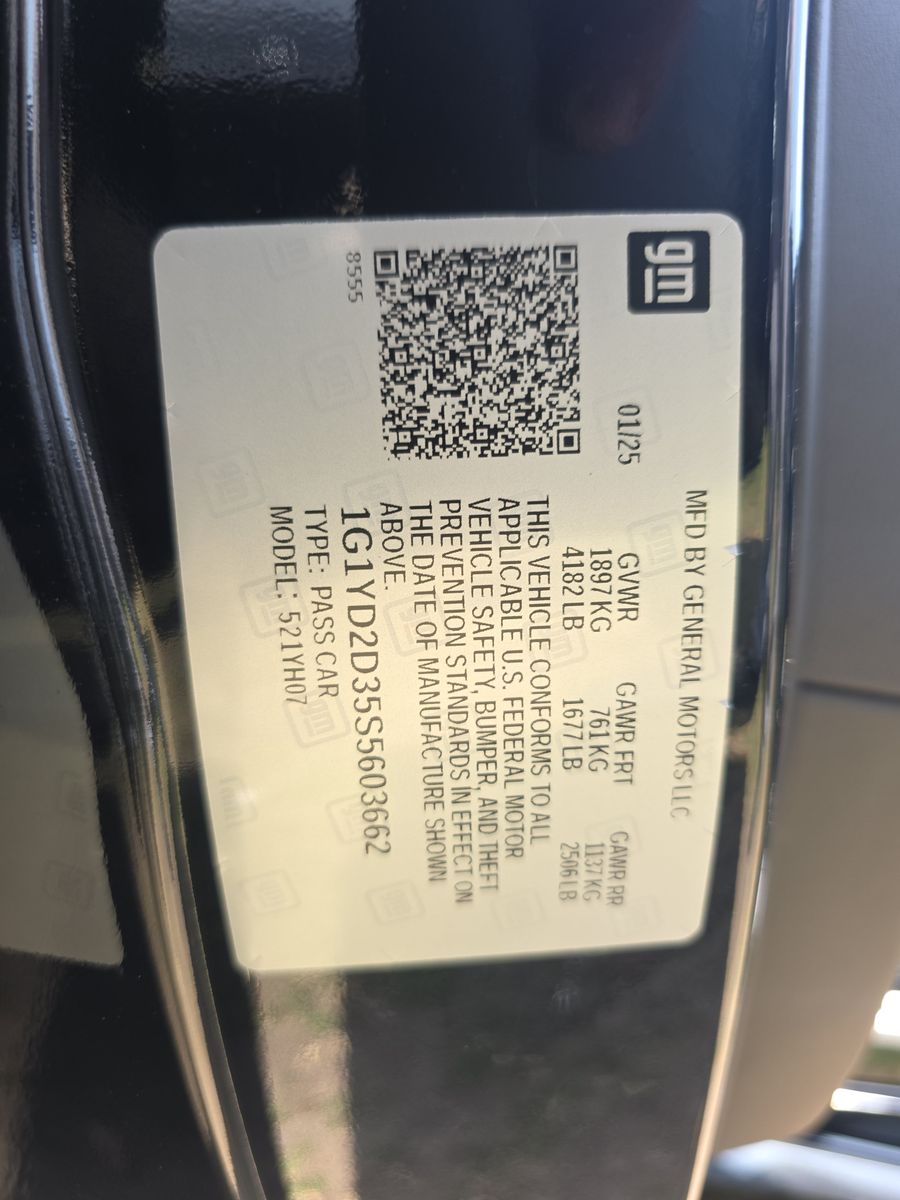 gm
MFD BY GENERAL MOTORS LLC
01/25
GVWR GAWR FRT GAWR RR
1897 KG 761 KG 1137 KG
4182 LB 1677 LB 2506 LB
THIS VEHICLE CONFORMS TO ALL
APPLICABLE U.S. FEDERAL MOTOR
VEHICLE SAFETY, BUMPER, AND THEFT
PREVENTION STANDARDS IN EFFECT ON
THE DATE OF MANUFACTURE SHOWN
ABOVE.
1G1YD2D35S5603662
TYPE: PASS CAR
MODEL: 521YH07
8555